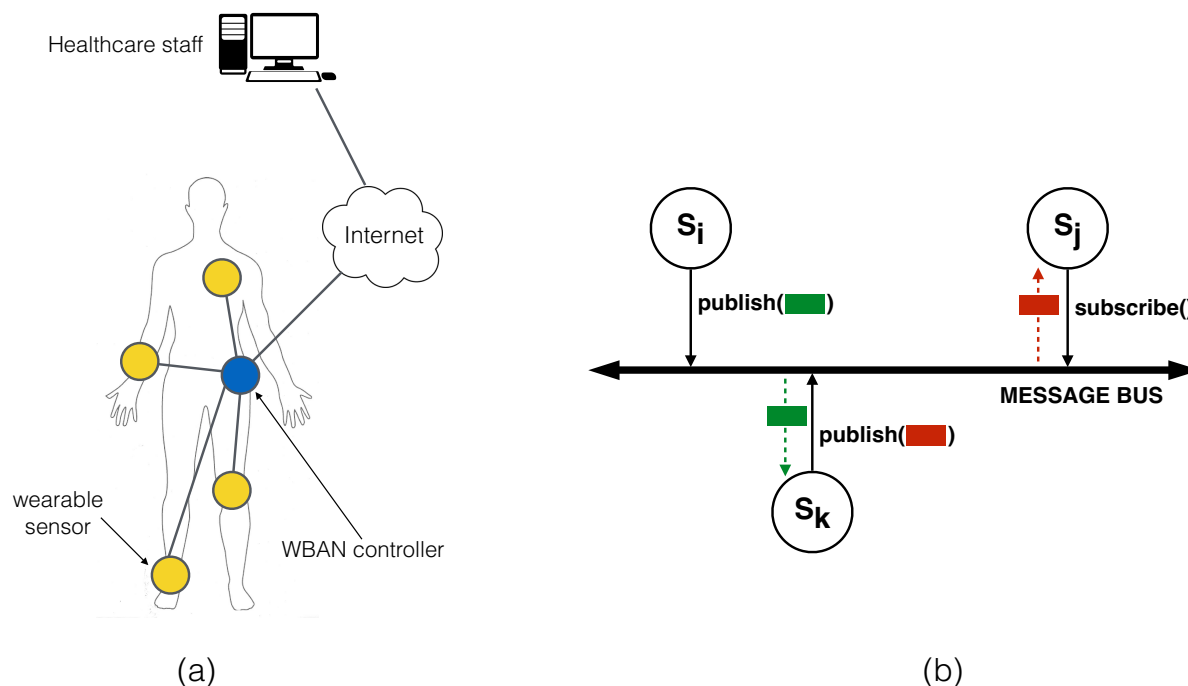 Healthcare staff
Internet
wearable
sensor
WBAN controller
(a)
Si
Sj
publish( )
subscribe()
MESSAGE BUS
publish( )
Sk
(b)